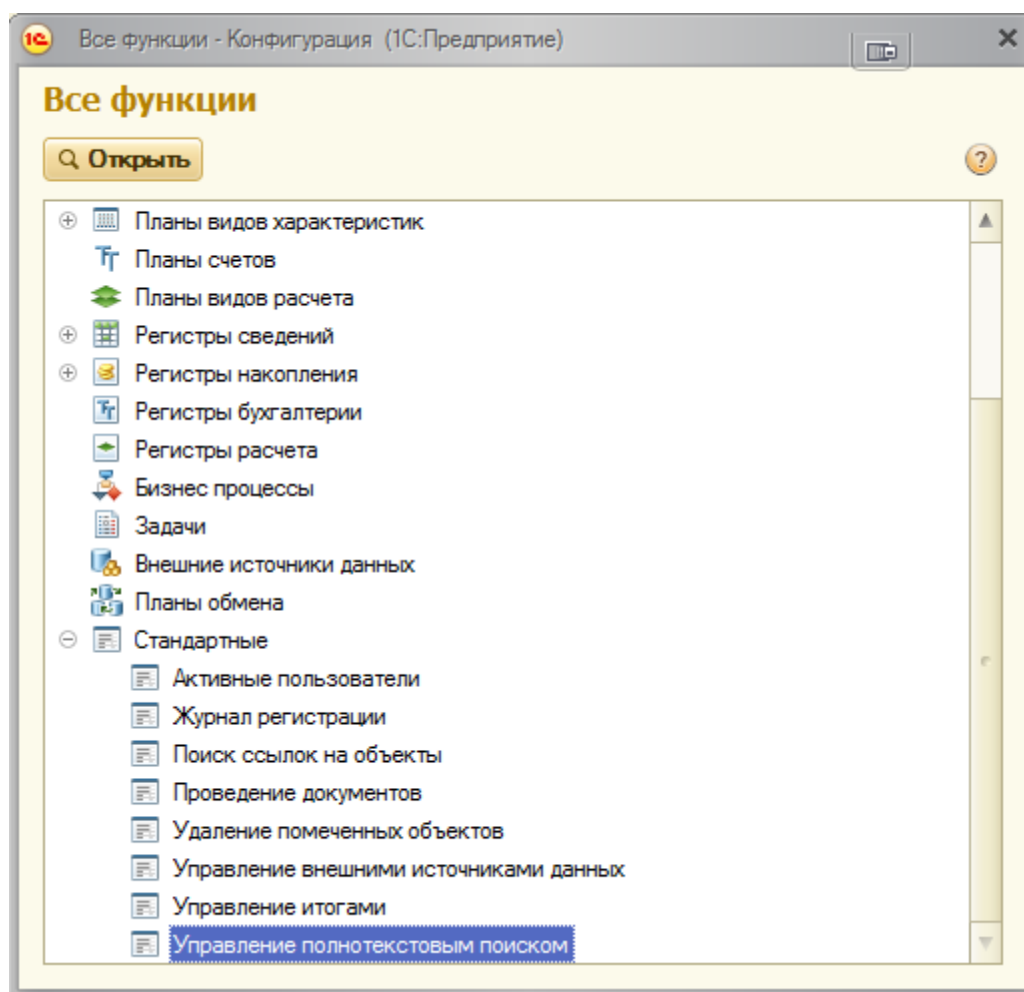 1С Все функции - Конфигурация (1С:Предприятие)
Все функции
Открыть ?
Планы видов характеристик
Планы счетов
Планы видов расчета
Регистры сведений
Регистры накопления
Регистры бухгалтерии
Регистры расчета
Бизнес процессы
Задачи
Внешние источники данных
Планы обмена
Стандартные
Активные пользователи
Журнал регистрации
Поиск ссылок на объекты
Проведение документов
Удаление помеченных объектов
Управление внешними источниками данных
Управление итогами
Управление полнотекстовым поиском